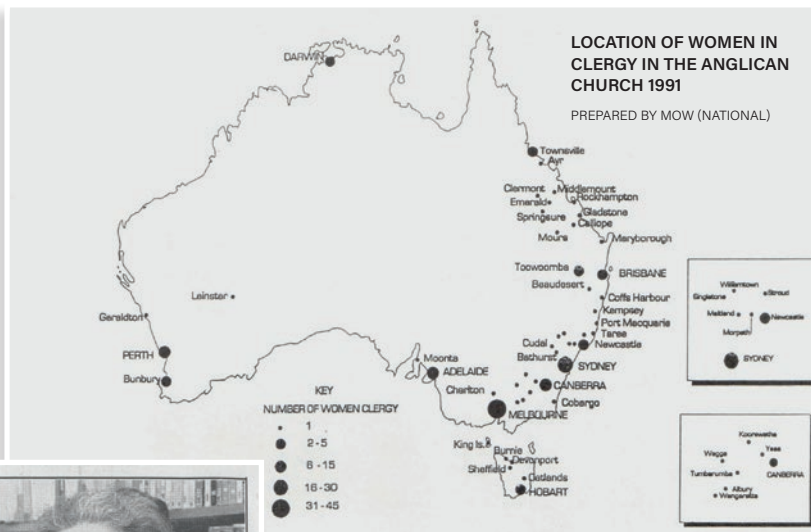 LOCATION OF WOMEN IN
CLERGY IN THE ANGLICAN
CHURCH 1991
PREPARED BY MOW (NATIONAL)
DARWIN
Townsville
Ayr
Clermont
Middlemount
Emerald
Rockhampton
Springsure
Gladstone
Calliope
Moura
Maryborough
Toowoomba
BRISBANE
Beaudesert
Coffs Harbour
Kempsey
Port Macquarie
Taree
Cudal
Newcastle
Bathurst
SYDNEY
CANBERRA
Cobargo
Leinster
Geraldton
PERTH
Bunbury
Moonta
ADELAIDE
Charlton
MELBOURNE
King Is.
Burnie
Devonport
Sheffield
Oatlands
HOBART
KEY
NUMBER OF WOMEN CLERGY
1
2-5
6-15
16-30
31-45
Williamtown
Singletone
Stroud
Maitland
Newcastle
Morpeth
SYDNEY
Koorawatha
Wagga
Yass
CANBERRA
Tumbarumba
Albury
Wangaratta